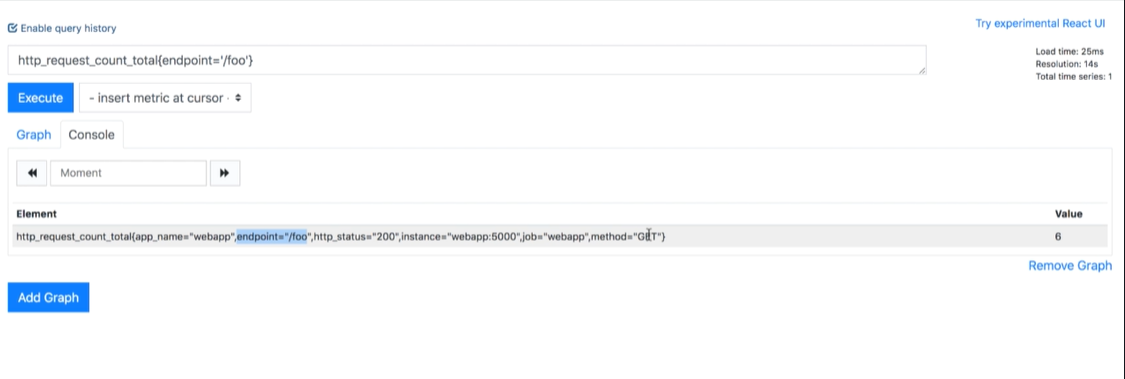 Enable query history
Try experimental React UI
http_request_count_total{endpoint='/foo'}
Load time: 25ms
Resolution: 14s
Total time series: 1
Execute
- insert metric at cursor -
Graph
Console
Moment
Element
Value
http_request_count_total{app_name="webapp",endpoint="/foo",http_status="200",instance="webapp:5000",job="webapp",method="GET"}
6
Remove Graph
Add Graph